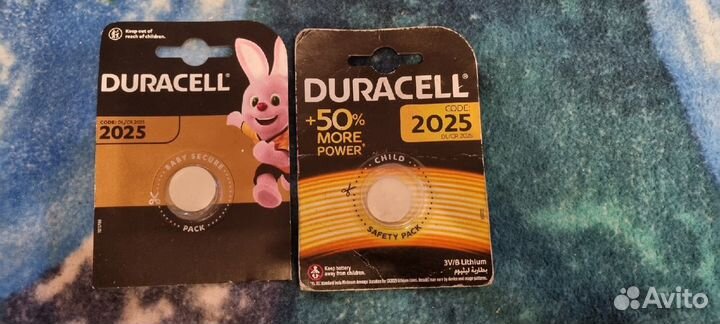 Keep out of
reach of children.
DURACELL®
CODE: DL/CR 2025
2025
BABY SECURE
PACK
DURACELL®
+50%
MORE
POWER*
CODE:
2025
DL/CR 2025
CHILD
SAFETY PACK
Keep battery
away from children.
3V/B Lithium
بطارية ليثيوم
Avito